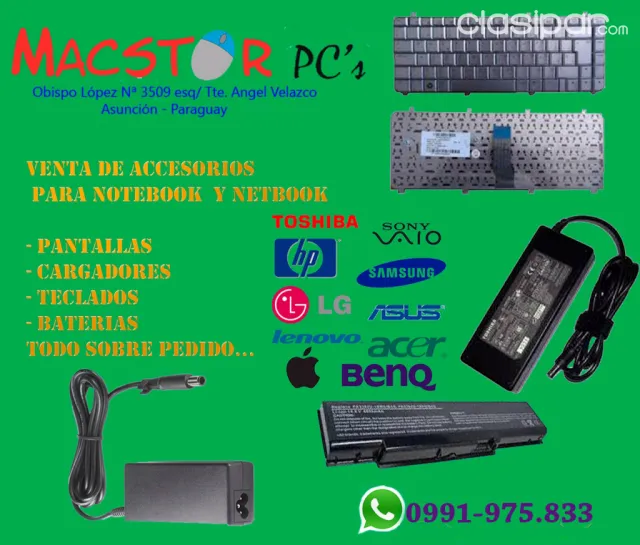 clasipar.com
MACSTOR PC's
Obispo López Nª 3509 esq/ Tte. Angel Velazco
Asunción - Paraguay
VENTA DE ACCESORIOS
PARA NOTEBOOK Y NETBOOK
- PANTALLAS
- CARGADORES
- TECLADOS
- BATERIAS
TODO SOBRE PEDIDO...
TOSHIBA
SONY
VAIO
hp
SAMSUNG
LG
ASUS
lenovo
acer
BENQ
0991-975.833